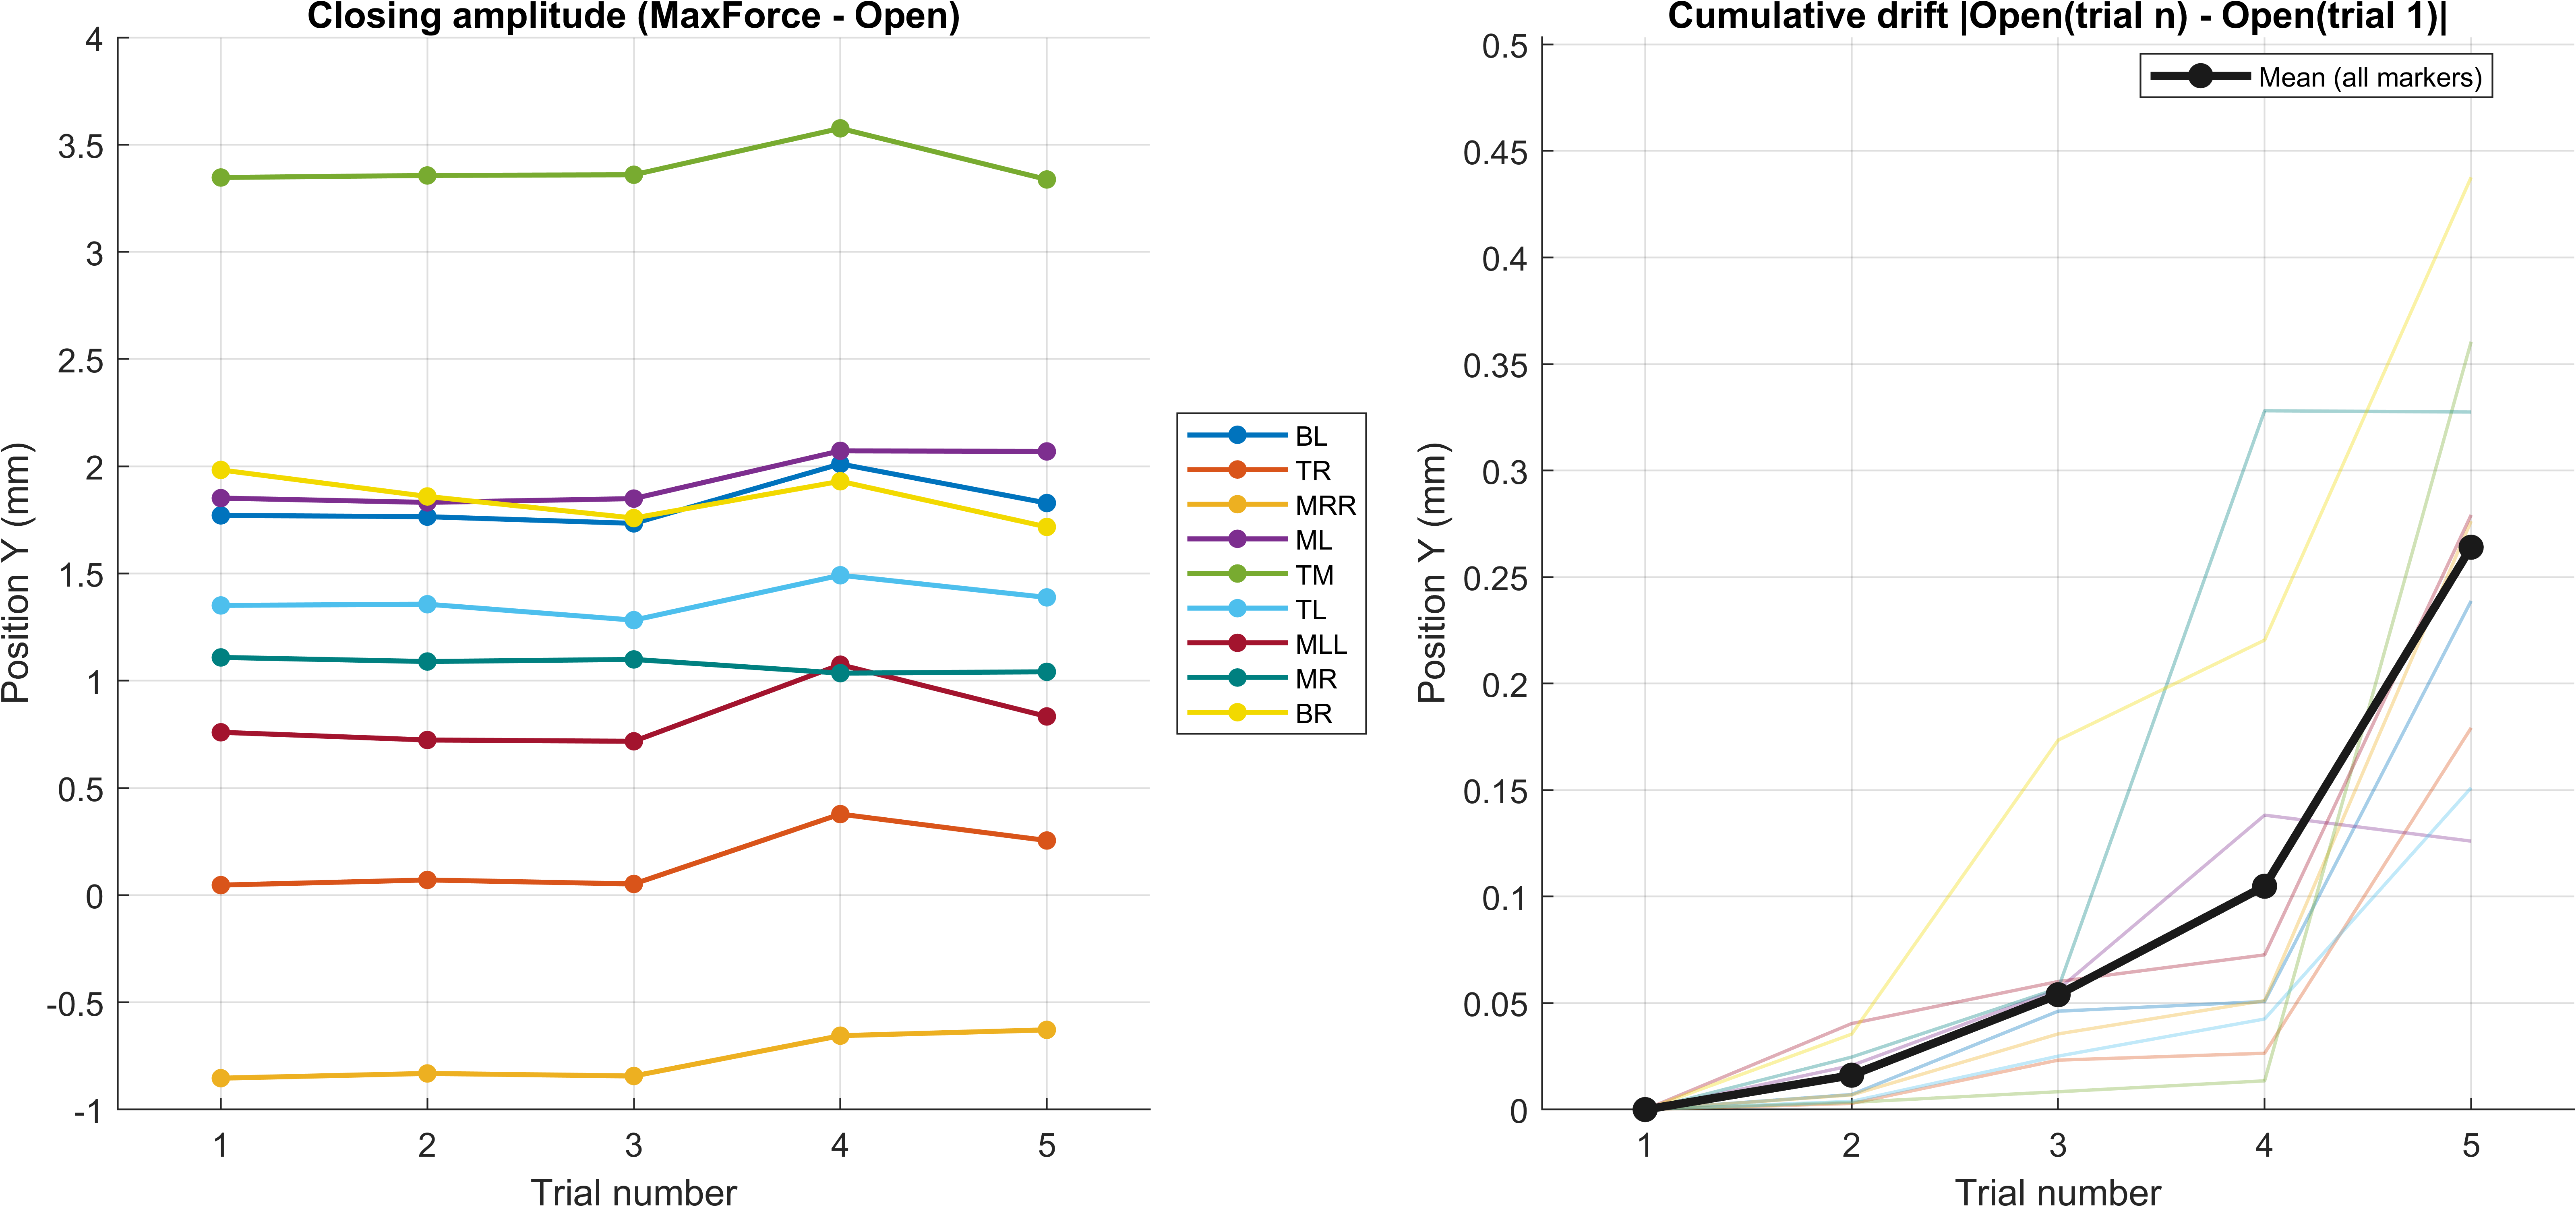 Closing amplitude (MaxForce - Open)
4
3.5
3
2.5
2
1.5
1
0.5
0
-0.5
-1
Position Y (mm)
1 2 3 4 5
Trial number
BL
TR
MRR
ML
TM
TL
MLL
MR
BR
Cumulative drift |Open(trial n) - Open(trial 1)|
Mean (all markers)
0.5
0.45
0.4
0.35
0.3
0.25
0.2
0.15
0.1
0.05
0
Position Y (mm)
1 2 3 4 5
Trial number